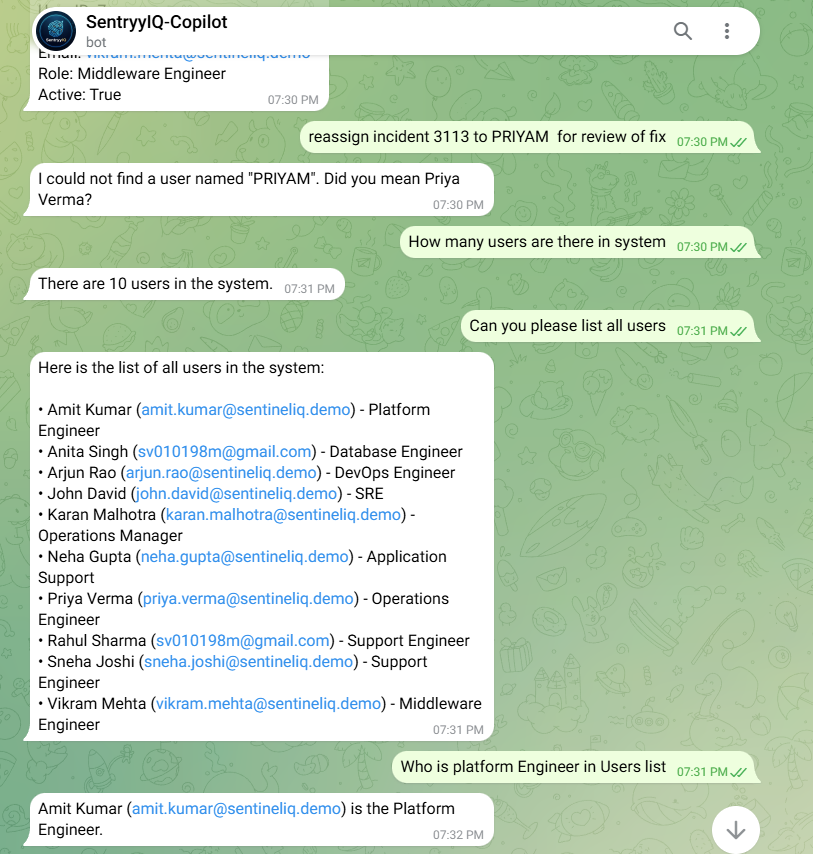 SentryyIQ-Copilot
bot
Email: vikram.mehta@sentineliq.demo
Role: Middleware Engineer
Active: True
07:30 PM
reassign incident 3113 to PRIYAM  for review of fix
07:30 PM
I could not find a user named "PRIYAM". Did you mean Priya
Verma?
07:30 PM
How many users are there in system
07:30 PM
There are 10 users in the system.
07:31 PM
Can you please list all users
07:31 PM
Here is the list of all users in the system:
• Amit Kumar (amit.kumar@sentineliq.demo) - Platform
Engineer
• Anita Singh (sv010198m@gmail.com) - Database Engineer
• Arjun Rao (arjun.rao@sentineliq.demo) - DevOps Engineer
• John David (john.david@sentineliq.demo) - SRE
• Karan Malhotra (karan.malhotra@sentineliq.demo) -
Operations Manager
• Neha Gupta (neha.gupta@sentineliq.demo) - Application
Support
• Priya Verma (priya.verma@sentineliq.demo) - Operations
Engineer
• Rahul Sharma (sv010198m@gmail.com) - Support Engineer
• Sneha Joshi (sneha.joshi@sentineliq.demo) - Support
Engineer
• Vikram Mehta (vikram.mehta@sentineliq.demo) - Middleware
Engineer
07:31 PM
Who is platform Engineer in Users list
07:31 PM
Amit Kumar (amit.kumar@sentineliq.demo) is the Platform
Engineer.
07:32 PM